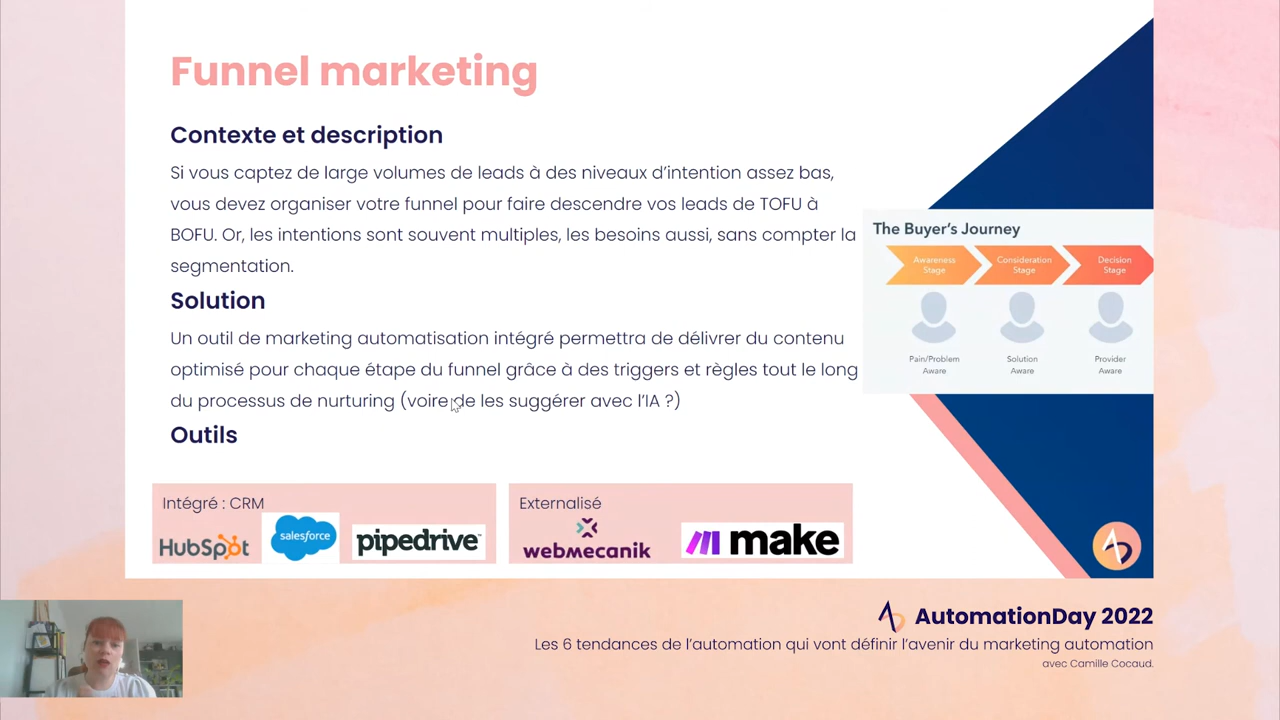 Funnel marketing
Contexte et description
Si vous captez de large volumes de leads à des niveaux d'intention assez bas,
vous devez organiser votre funnel pour faire descendre vos leads de TOFU à
BOFU. Or, les intentions sont souvent multiples, les besoins aussi, sans compter la
segmentation.
Solution
Un outil de marketing automatisation intégré permettra de délivrer du contenu
optimisé pour chaque étape du funnel grâce à des triggers et règles tout le long
du processus de nurturing (voire de les suggérer avec l'IA ?)
Outils
Intégré : CRM
HubSpot
salesforce
pipedrive
Externalisé
webmecanik
make
The Buyer's Journey
Awareness
Stage
Consideration
Stage
Decision
Stage
Pain/Problem
Aware
Solution
Aware
Provider
Aware
AutomationDay 2022
Les 6 tendances de l'automation qui vont définir l'avenir du marketing automation
avec Camille Cocaud.